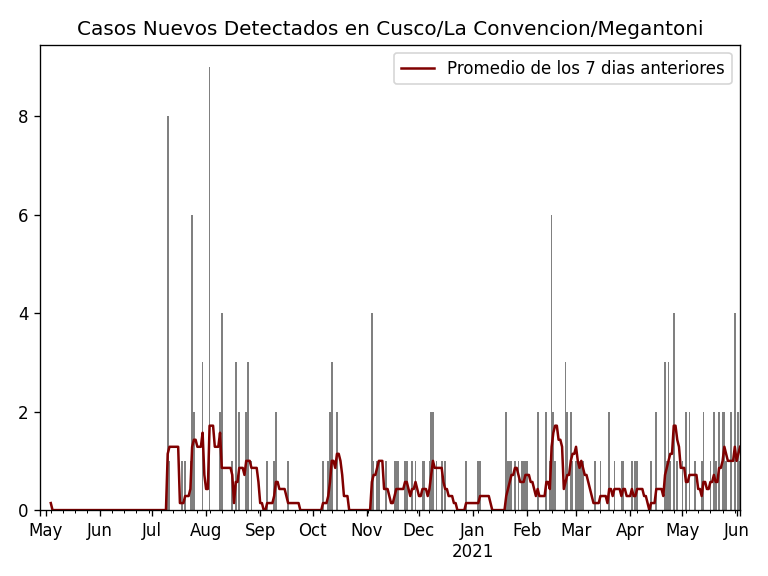 Casos Nuevos Detectados en Cusco/La Convencion/Megantoni
Promedio de los 7 dias anteriores
8
6
4
2
0
May Jun Jul Aug Sep Oct Nov Dec Jan Feb Mar Apr May Jun
2021